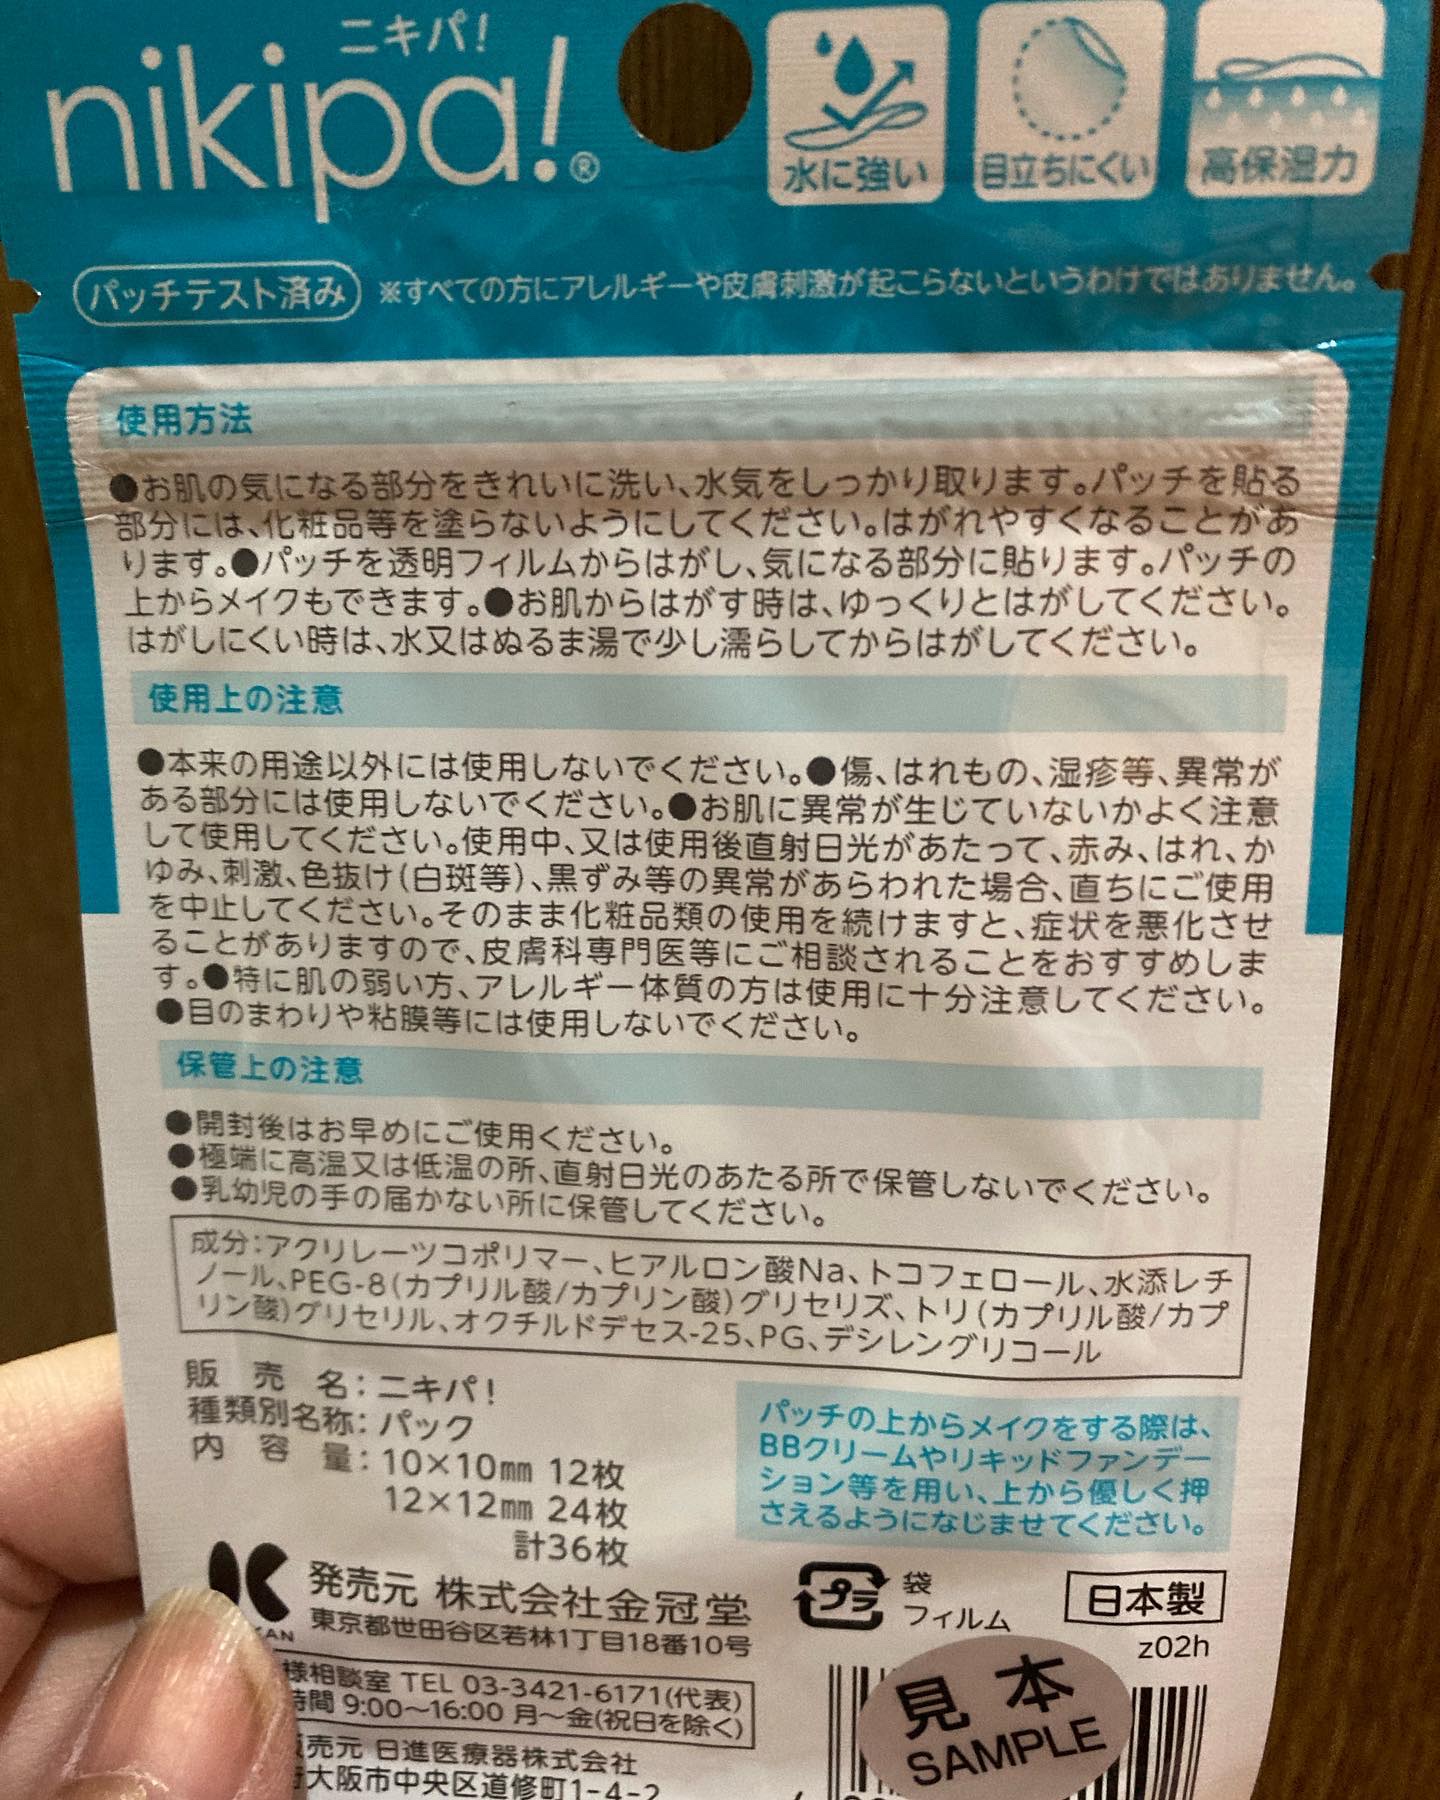 ニキパ!
nikipa!®
水に強い
目立ちにくい
高保湿力
パッチテスト済み ※すべての方にアレルギーや皮膚刺激が起こらないというわけではありません。
使用方法
●お肌の気になる部分をきれいに洗い、水気をしっかり取ります。パッチを貼る
部分には、化粧品等を塗らないようにしてください。はがれやすくなることがあ
ります。●パッチを透明フィルムからはがし、気になる部分に貼ります。パッチの
上からメイクもできます。●お肌からはがす時は、ゆっくりとはがしてください。
はがしにくい時は、水又はぬるま湯で少し濡らしてからはがしてください。
使用上の注意
●本来の用途以外には使用しないでください。●傷、はれもの、湿疹等、異常が
ある部分には使用しないでください。●お肌に異常が生じていないかよく注意
して使用してください。使用中、又は使用後直射日光があたって、赤み、はれ、か
ゆみ、刺激、色抜け(白斑等)、黒ずみ等の異常があらわれた場合、直ちにご使用
を中止してください。そのまま化粧品類の使用を続けますと、症状を悪化させ
ることがありますので、皮膚科専門医等にご相談されることをおすすめしま
す。●特に肌の弱い方、アレルギー体質の方は使用に十分注意してください。
●目のまわりや粘膜等には使用しないでください。
保管上の注意
●開封後はお早めにご使用ください。
●極端に高温又は低温の所、直射日光のあたる所で保管しないでください。
●乳幼児の手の届かない所に保管してください。
成分:アクリレーツコポリマー、ヒアルロン酸Na、トコフェロール、水添レチ
ノール、PEG-8(カプリル酸/カプリン酸)グリセリズ、トリ(カプリル酸/カプ
リン酸)グリセリル、オクチルドデセス-25、PG、デシレングリコール
販売名:ニキパ!
種類別名称:パック
内容量:10×10㎜ 12枚
12×12㎜ 24枚
計36枚
パッチの上からメイクをする際は、
BBクリームやリキッドファンデー
ション等を用い、上から優しく押
さえるようになじませてください。
発売元 株式会社金冠堂
東京都世田谷区若林1丁目18番10号
様相談室 TEL 03-3421-6171(代表)
時間 9:00〜16:00 月〜金(祝日を除く)
売元 日進医療器株式会社
大阪市中央区道修町1-4-2
プラ
袋
フィルム
日本製
z02h
見本
SAMPLE